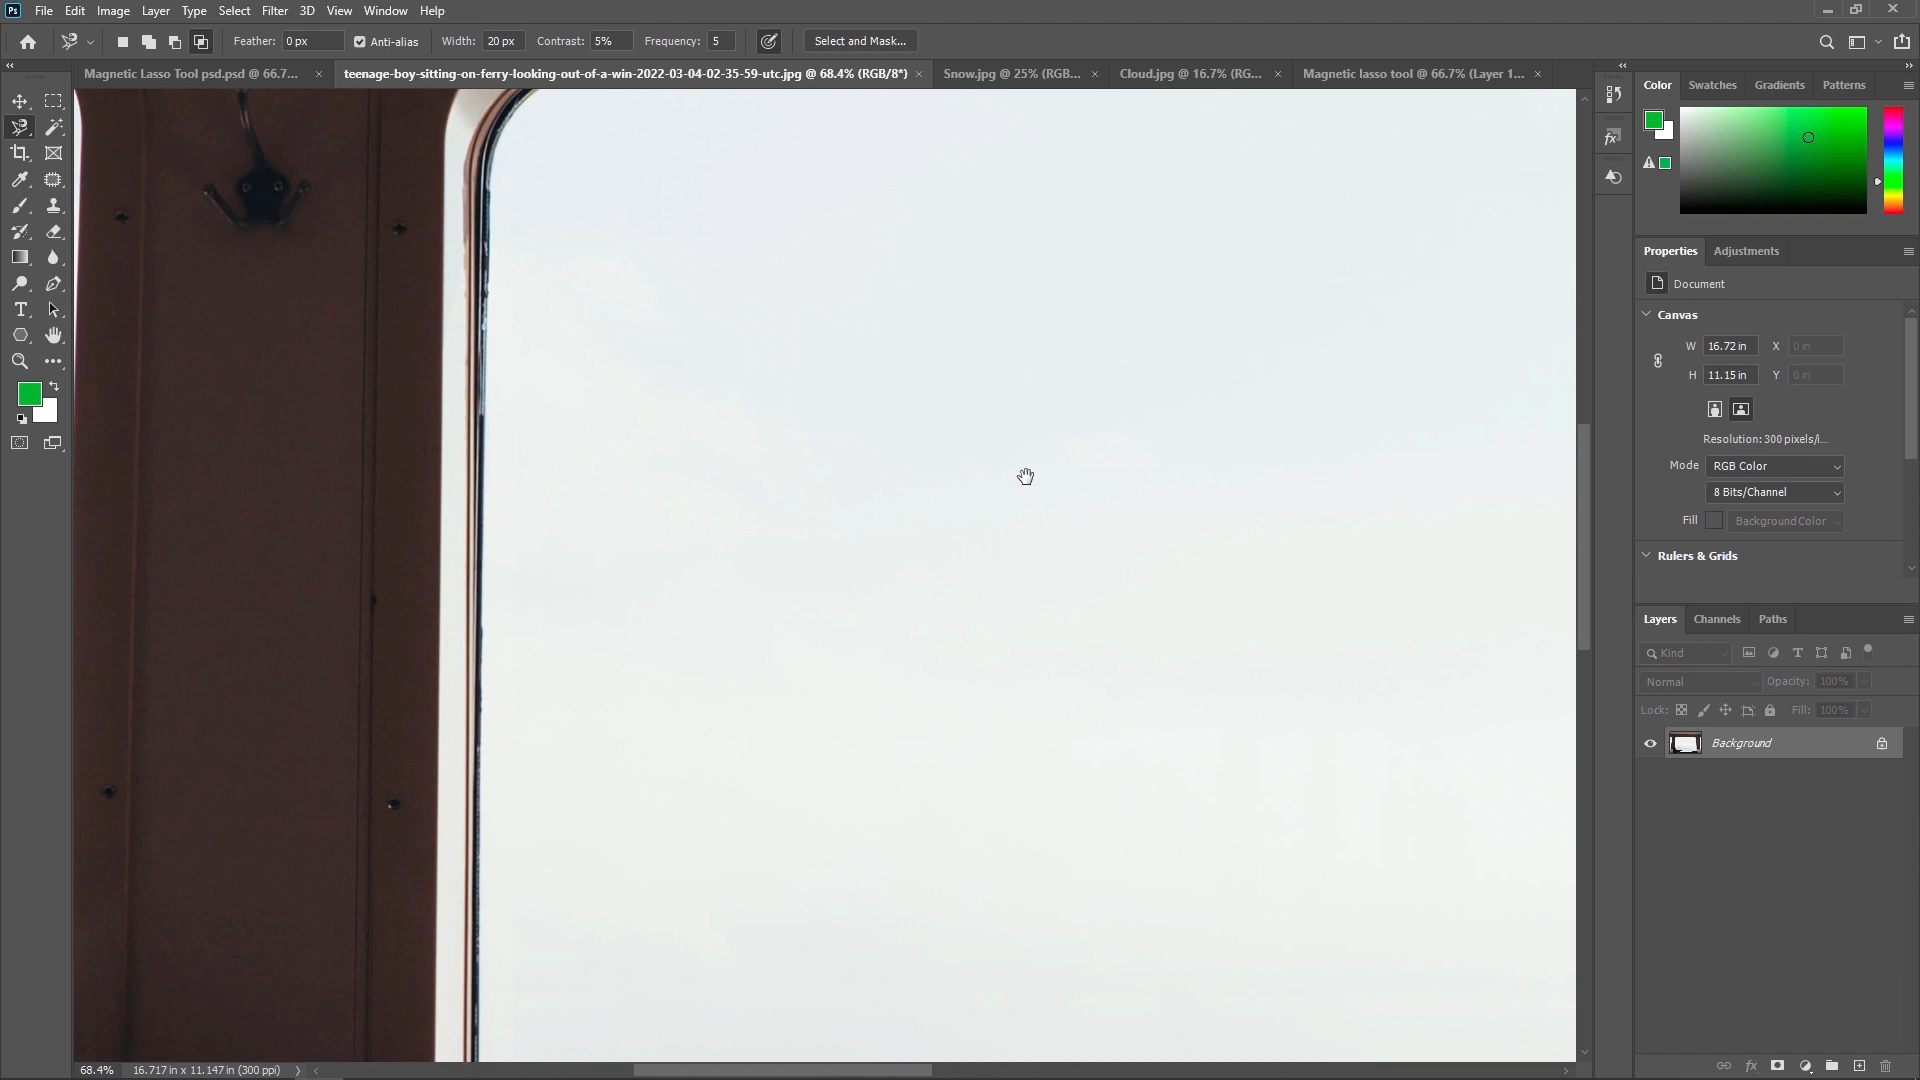 Ps File Edit Image Layer Type Select Filter 3D View Window Help
Feather: 0 px Anti-alias Width: 20 px Contrast: 5% Frequency: 5 Select and Mask...
Magnetic Lasso Tool psd.psd @ 66.7... × teenage-boy-sitting-on-ferry-looking-out-of-a-win-2022-03-04-02-35-59-utc.jpg @ 68.4% (RGB/8*) × Snow.jpg @ 25% (RGB... × Cloud.jpg @ 16.7% (RG... × Magnetic lasso tool @ 66.7% (Layer 1... ×
Color Swatches Gradients Patterns
Properties Adjustments
Document
Canvas
W 16.72 in X 0 in
H 11.15 in Y 0 in
Resolution: 300 pixels/i...
Mode RGB Color
8 Bits/Channel
Fill Background Color
Rulers & Grids
Layers Channels Paths
Kind
Normal Opacity: 100%
Lock: Fill: 100%
Background
68.4% 16.717 in x 11.147 in (300 ppi)